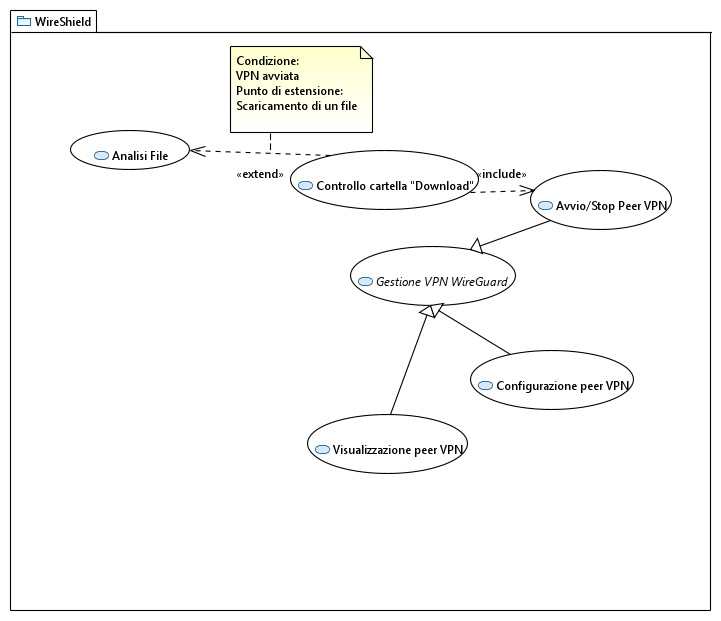 WireShield
Condizione:
VPN avviata
Punto di estensione:
Scaricamento di un file
Analisi File
«extend»
Controllo cartella "Download"
«include»
Avvio/Stop Peer VPN
Gestione VPN WireGuard
Configurazione peer VPN
Visualizzazione peer VPN